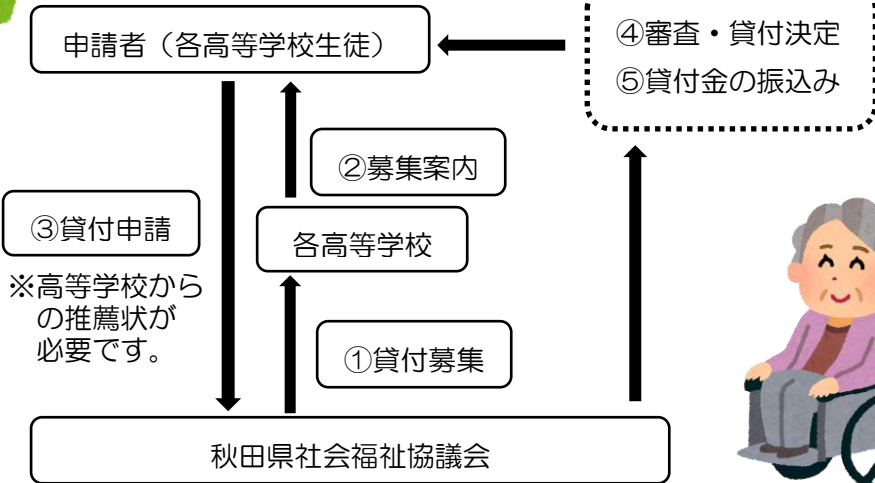 申請者（各高等学校生徒）
④審査・貸付決定
⑤貸付金の振込み
②募集案内
③貸付申請
各高等学校
※高等学校から
の推薦状が
必要です。
①貸付募集
秋田県社会福祉協議会